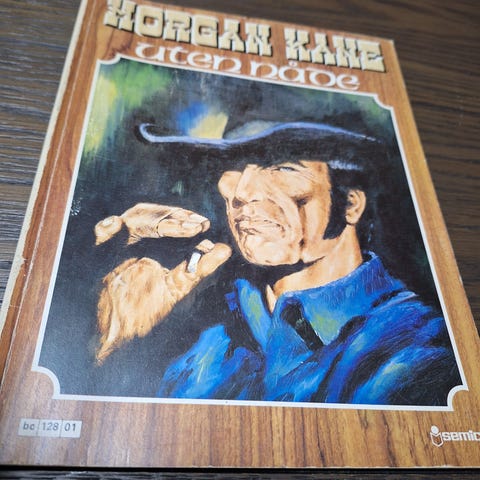 MORGAN KANE
UTEN NÅDE
bc 128 01
semic